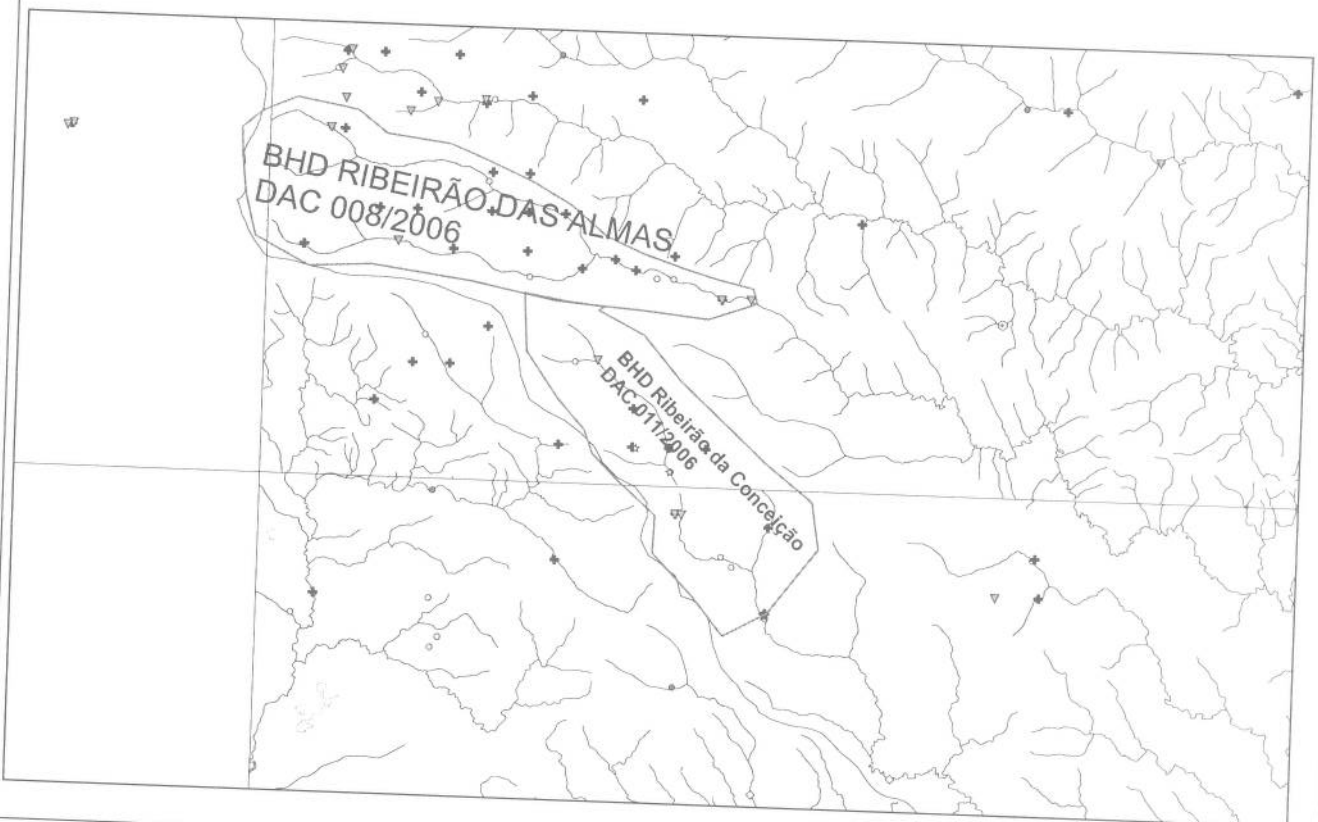 BHD RIBEIRÃO DAS ALMAS
DAC 008/2006
BHD Ribeirão da Conceição
DAC 011/2006